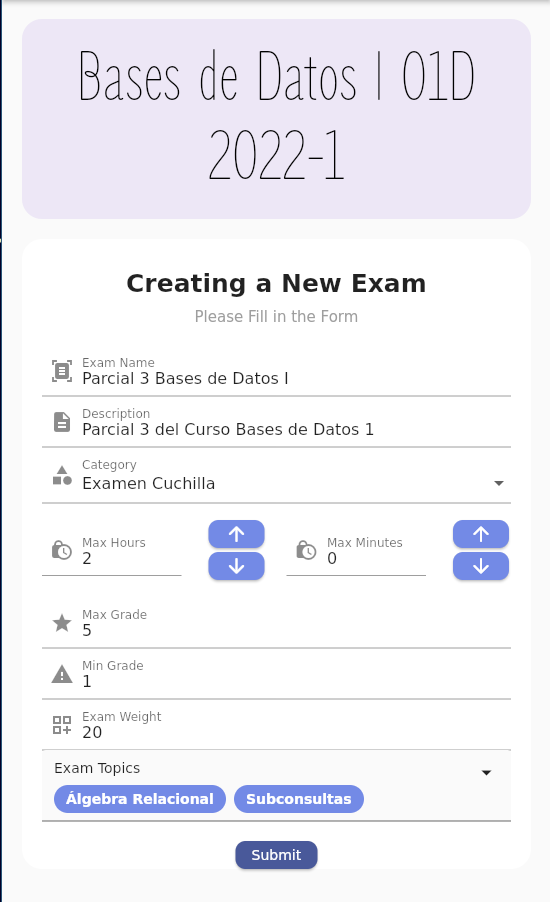 Bases de Datos I 01D
2022-1
Creating a New Exam
Please Fill in the Form
Exam Name
Parcial 3 Bases de Datos I
Description
Parcial 3 del Curso Bases de Datos 1
Category
Examen Cuchilla
Max Hours
2
Max Minutes
0
Max Grade
5
Min Grade
1
Exam Weight
20
Exam Topics
Álgebra Relacional Subconsultas
Submit